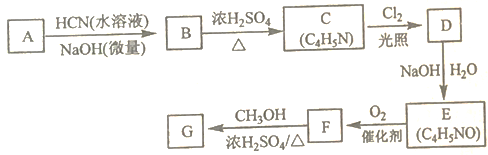 A HCN(水溶液) NaOH(微量) B 浓H₂SO₄ △ C (C₄H₅N) Cl₂ 光照 D
NaOH H₂O
G CH₃OH 浓H₂SO₄/△ F O₂ 催化剂 E (C₄H₅NO)